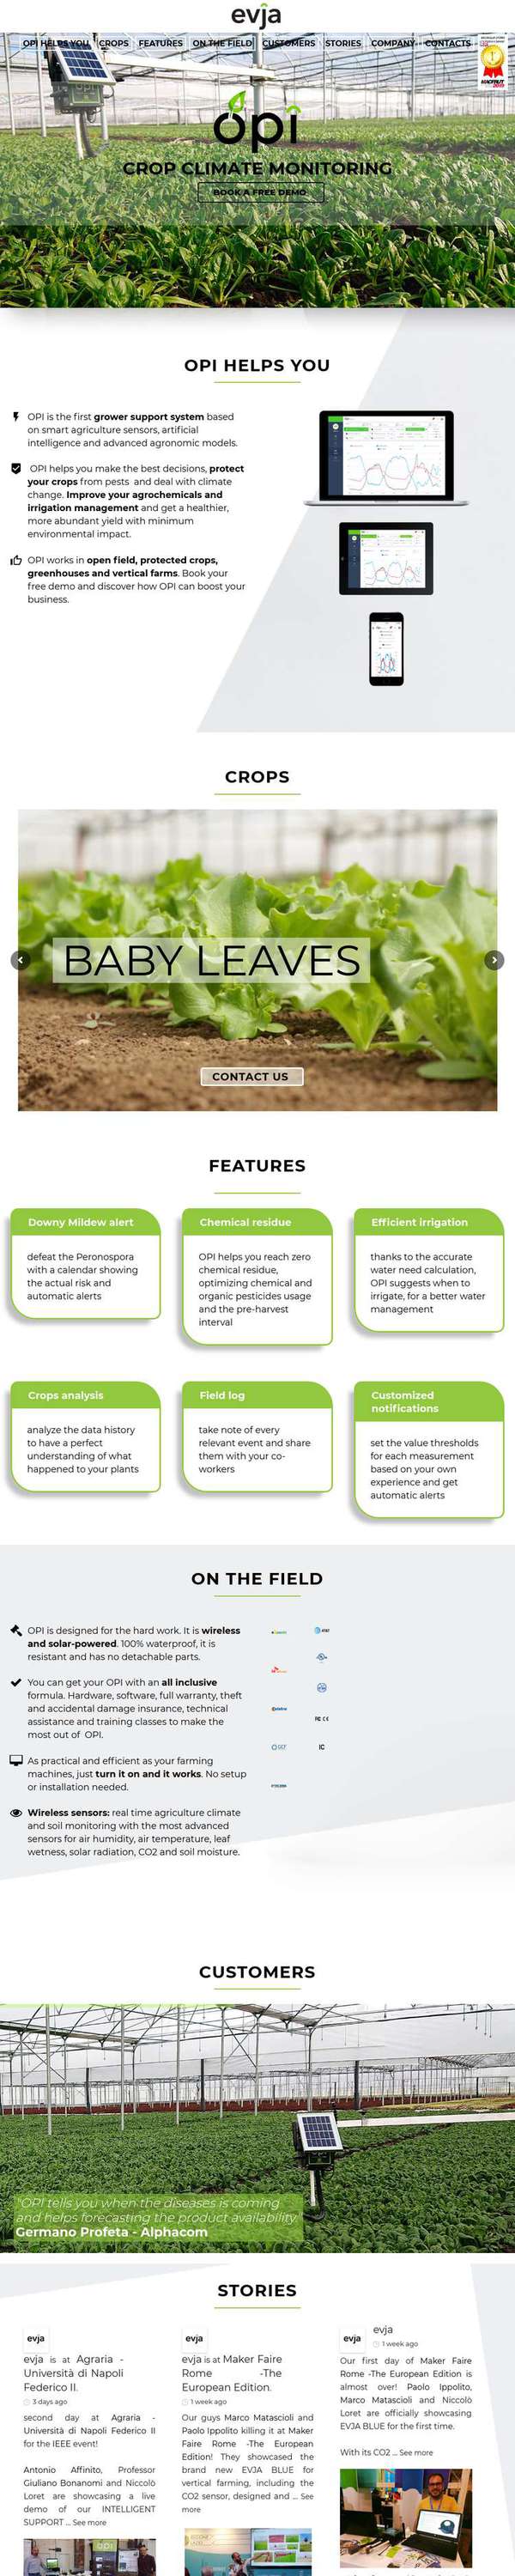 evja
OPI HELPS YOU CROPS FEATURES ON THE FIELD CUSTOMERS STORIES COMPANY CONTACTS
1
MACFRUT
opi
CROP CLIMATE MONITORING
BOOK A FREE DEMO
OPI HELPS YOU
OPI is the first grower support system based
on smart agriculture sensors, artificial
intelligence and advanced agronomic models.
OPI helps you make the best decisions, protect
your crops from pests and deal with climate
change. Improve your agrochemicals and
irrigation management and get a healthier,
more abundant yield with minimum
environmental impact.
OPI works in open field, protected crops,
greenhouses and vertical farms. Book your
free demo and discover how OPI can boost your
business.
CROPS
BABY LEAVES
CONTACT US
FEATURES
Downy Mildew alert
defeat the Peronospora
with a calendar showing
the actual risk and
automatic alerts
Chemical residue
OPI helps you reach zero
chemical residue,
optimizing chemical and
organic pesticides usage
and the pre-harvest
interval
Efficient irrigation
thanks to the accurate
water need calculation,
OPI suggests when to
irrigate, for a better water
management
Crops analysis
analyze the data history
to have a perfect
understanding of what
happened to your plants
Field log
take note of every
relevant event and share
them with your co-
workers
Customized
notifications
set the value thresholds
for each measurement
based on your own
experience and get
automatic alerts
ON THE FIELD
OPI is designed for the hard work. It is wireless
and solar-powered. 100% waterproof, it is
resistant and has no detachable parts.
You can get your OPI with an all inclusive
formula. Hardware, software, full warranty, theft
and accidental damage insurance, technical
assistance and training classes to make the
most out of OPI.
As practical and efficient as your farming
machines, just turn it on and it works. No setup
or installation needed.
Wireless sensors: real time agriculture climate
and soil monitoring with the most advanced
sensors for air humidity, air temperature, leaf
wetness, solar radiation, CO2 and soil moisture.
AT&T
FC CE
GCF
IC
PTCRB
CUSTOMERS
"OPI tells you when the diseases is coming
and helps forecasting the product availability
Germano Profeta - Alphacom
STORIES
evja
evja is at Agraria -
Università di Napoli
Federico II.
3 days ago
second day at Agraria -
Università di Napoli Federico II
for the IEEE event!
Antonio Affinito, Professor
Giuliano Bonanomi and Niccolò
Loret are showcasing a live
demo of our INTELLIGENT
SUPPORT ... See more
opi
evja
evja is at Maker Faire
Rome -The
European Edition.
1 week ago
Our guys Marco Matascioli and
Paolo Ippolito killing it at Maker
Faire Rome -The European
Edition! They showcased the
brand new EVJA BLUE for
vertical farming, including the
CO2 sensor, designed and ... See
more
evja
evja
1 week ago
Our first day of Maker Faire
Rome -The European Edition is
almost over! Paolo Ippolito,
Marco Matascioli and Niccolò
Loret are officially showcasing
EVJA BLUE for the first time.
With its CO2 ... See more